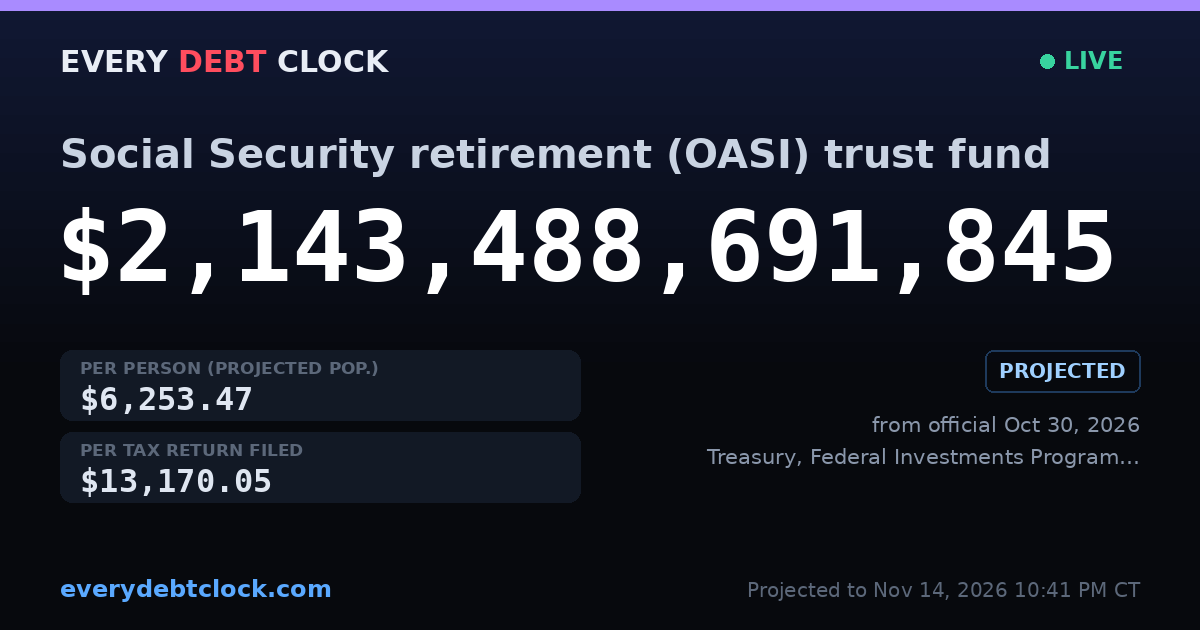 EVERY DEBT CLOCK
LIVE
Social Security retirement (OASI) trust fund
$2,143,488,691,845
PER PERSON (PROJECTED POP.)
$6,253.47
PER TAX RETURN FILED
$13,170.05
PROJECTED
from official Oct 30, 2026
Treasury, Federal Investments Program...
everydebtclock.com
Projected to Nov 14, 2026 10:41 PM CT